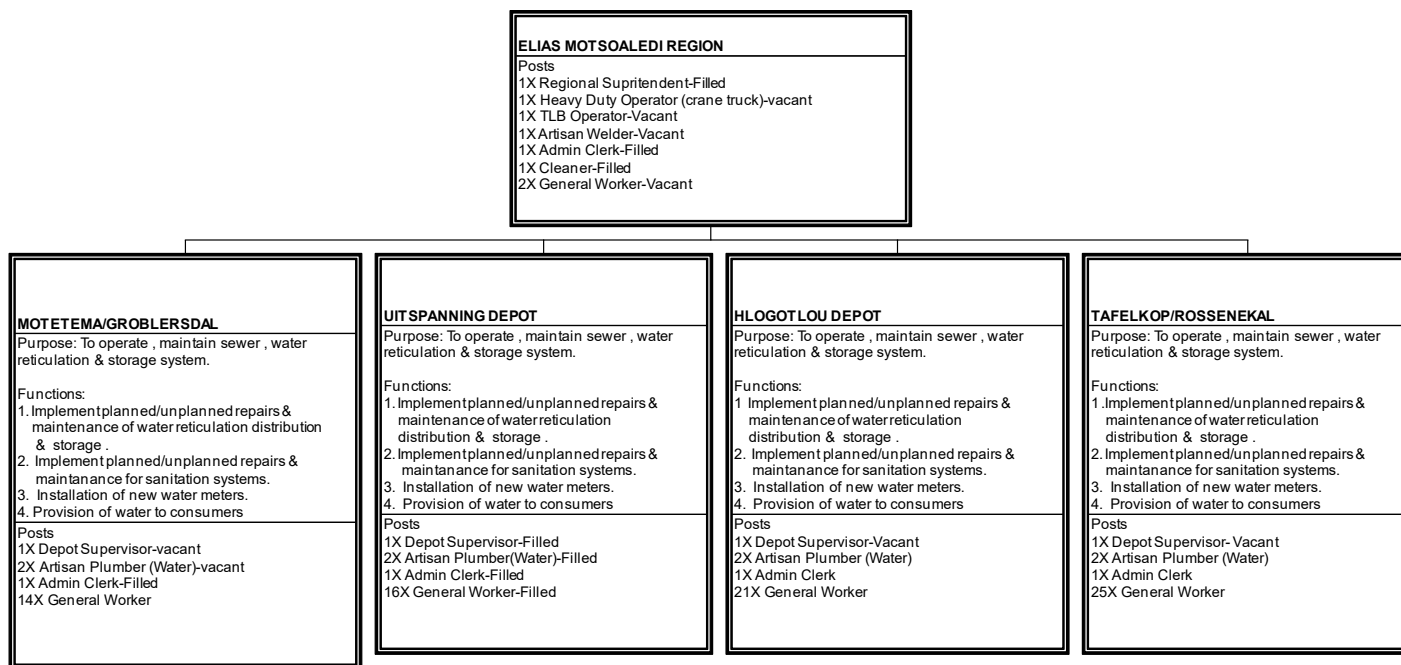 ELIAS MOTSOALEDI REGION
Posts
1X Regional Supritendent-Filled
1X Heavy Duty Operator (crane truck)-vacant
1X TLB Operator-Vacant
1X Artisan Welder-Vacant
1X Admin Clerk-Filled
1X Cleaner-Filled
2X General Worker-Vacant
MOTETEMA/GROBLERSDAL
Purpose: To operate , maintain sewer , water
reticulation & storage system.
Functions:
1. Implement planned/unplanned repairs &
maintenance of water reticulation distribution
& storage .
2. Implement planned/unplanned repairs &
maintanance for sanitation systems.
3. Installation of new water meters.
4. Provision of water to consumers
Posts
1X Depot Supervisor-vacant
2X Artisan Plumber (Water)-vacant
1X Admin Clerk-Filled
14X General Worker
UITSPANNING DEPOT
Purpose: To operate , maintain sewer , water
reticulation & storage system.
Functions:
1. Implement planned/unplanned repairs &
maintenance of water reticulation
distribution & storage .
2. Implement planned/unplanned repairs &
maintanance for sanitation systems.
3. Installation of new water meters.
4. Provision of water to consumers
Posts
1X Depot Supervisor-Filled
2X Artisan Plumber(Water)-Filled
1X Admin Clerk-Filled
16X General Worker-Filled
HLOGOTLOU DEPOT
Purpose: To operate , maintain sewer , water
reticulation & storage system.
Functions:
1 Implement planned/unplanned repairs &
maintenance of water reticulation
distribution & storage .
2. Implement planned/unplanned repairs &
maintanance for sanitation systems.
3. Installation of new water meters.
4. Provision of water to consumers
Posts
1X Depot Supervisor-Vacant
2X Artisan Plumber (Water)
1X Admin Clerk
21X General Worker
TAFELKOP/ROSSENEKAL
Purpose: To operate , maintain sewer , water
reticulation & storage system.
Functions:
1.Implement planned/unplanned repairs &
maintenance of water reticulation
distribution & storage .
2. Implement planned/unplanned repairs &
maintanance for sanitation systems.
3. Installation of new water meters.
4. Provision of water to consumers
Posts
1X Depot Supervisor- Vacant
2X Artisan Plumber (Water)
1X Admin Clerk
25X General Worker